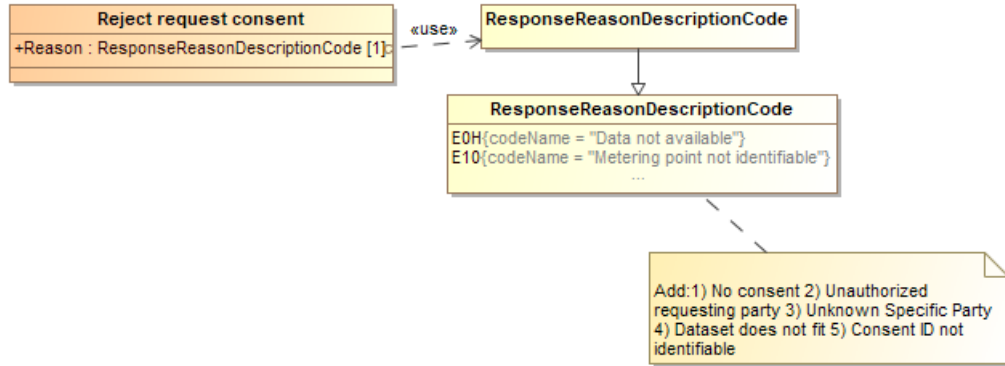 Reject request consent
+Reason : ResponseReasonDescriptionCode [1]
«use»
ResponseReasonDescriptionCode
ResponseReasonDescriptionCode
E0H{codeName = "Data not available"}
E10{codeName = "Metering point not identifiable"}
...
Add:1) No consent 2) Unauthorized
requesting party 3) Unknown Specific Party
4) Dataset does not fit 5) Consent ID not
identifiable